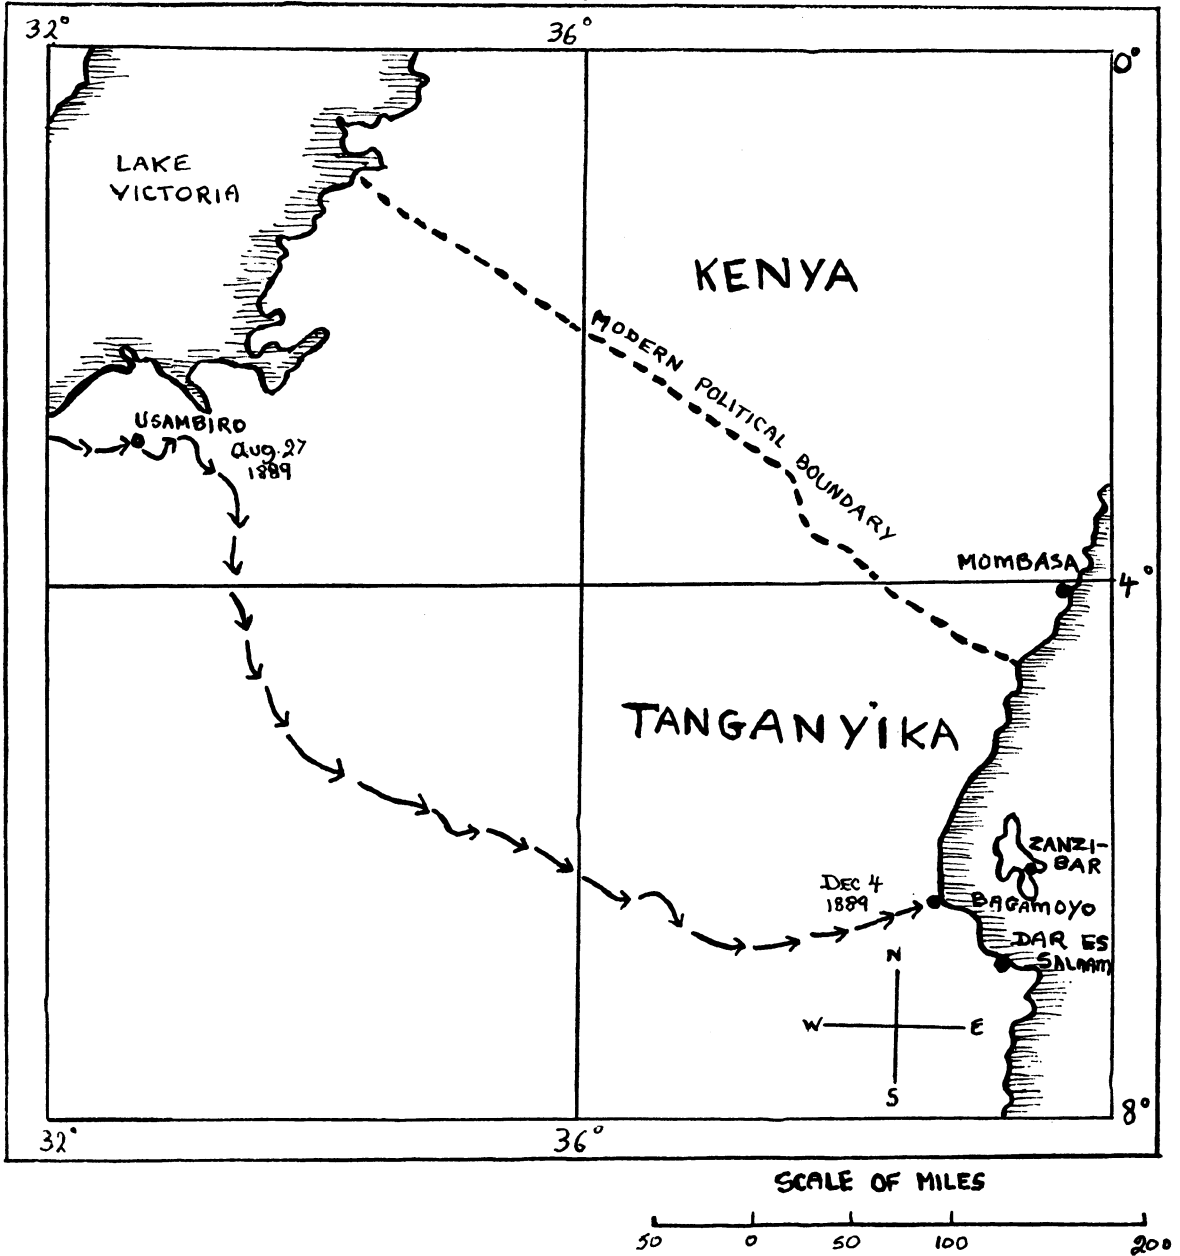 32°
36°
0°
LAKE
VICTORIA
KENYA
MODERN POLITICAL BOUNDARY
USAMBIRO
Aug. 27
1889
MOMBASA
4°
TANGANYIKA
ZANZI-
BAR
DEC 4
1889
BAGAMOYO
DAR ES
SALAAM
N
W
E
S
8°
32°
36°
SCALE OF MILES
50 0 50 100 200